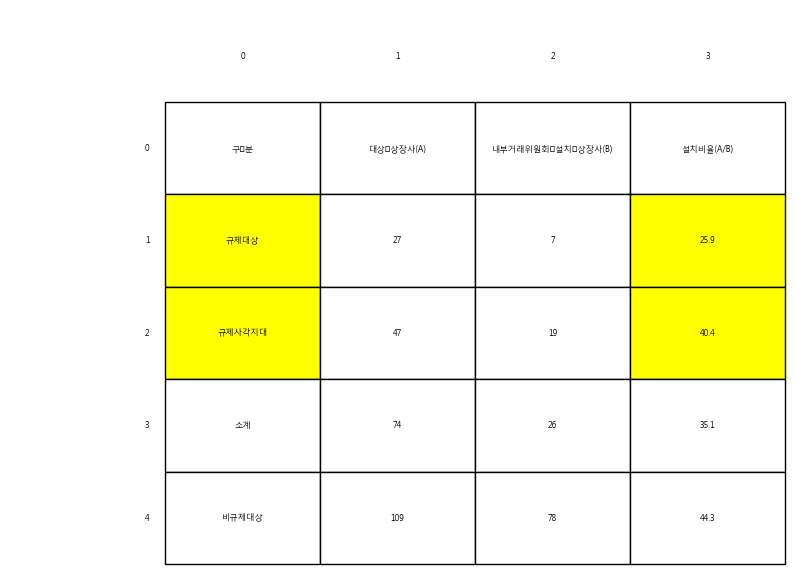 0 1 2 3
0 구▯분 대상▯상장사(A) 내부거래위원회▯설치▯상장사(B) 설치비율(A/B)
1 규제대상 27 7 25.9
2 규제사각지대 47 19 40.4
3 소계 74 26 35.1
4 비규제대상 109 78 44.3